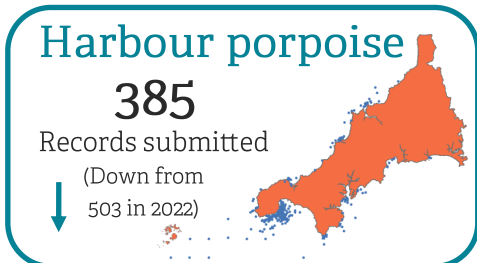 Harbour porpoise
385
Records submitted
(Down from
503 in 2022)